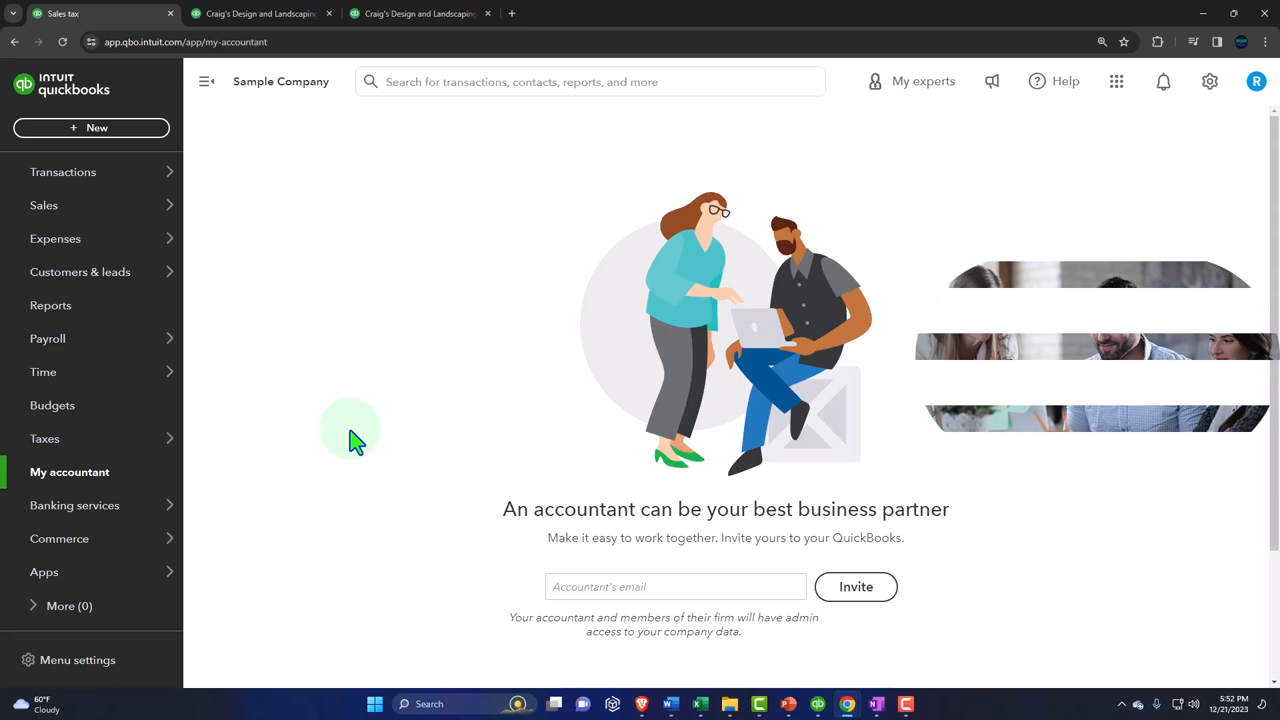 Sales tax
Craig's Design and Landscaping
Craig's Design and Landscaping
app.qbo.intuit.com/app/my-accountant
INTUIT
quickbooks
Sample Company
Search for transactions, contacts, reports, and more
My experts
Help
R
+ New
Transactions
Sales
Expenses
Customers & leads
Reports
Payroll
Time
Budgets
Taxes
My accountant
Banking services
Commerce
Apps
More (0)
Menu settings
An accountant can be your best business partner
Make it easy to work together. Invite yours to your QuickBooks.
Accountant's email
Invite
Your accountant and members of their firm will have admin
access to your company data.
60°F
Cloudy
Search
5:52 PM
12/21/2023